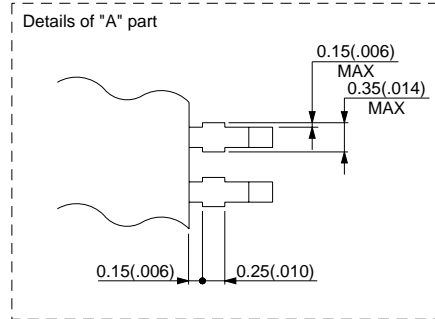 Details of "A" part
0.15(.006)
MAX
0.35(.014)
MAX
0.15(.006)
0.25(.010)